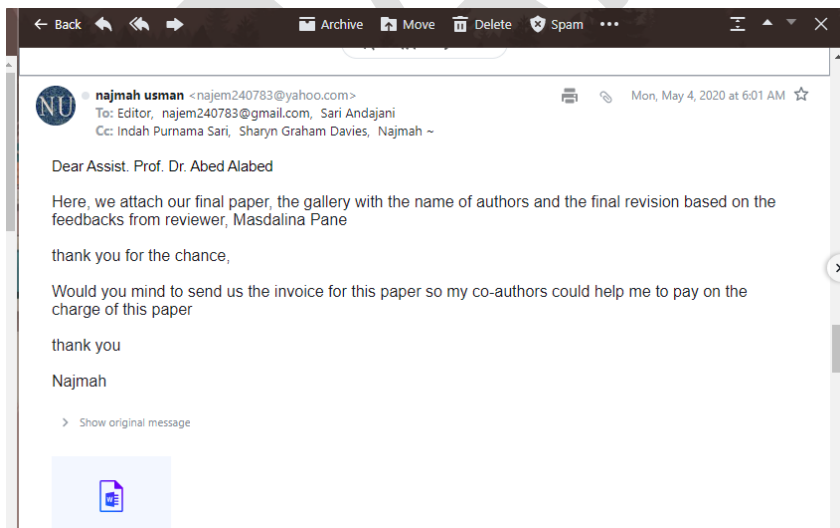 ← Back Archive Move Delete Spam •••
NU
najmah usman <najem240783@yahoo.com> Mon, May 4, 2020 at 6:01 AM
To: Editor, najem240783@gmail.com, Sari Andajani
Cc: Indah Purnama Sari, Sharyn Graham Davies, Najmah ~
Dear Assist. Prof. Dr. Abed Alabed
Here, we attach our final paper, the gallery with the name of authors and the final revision based on the
feedbacks from reviewer, Masdalina Pane
thank you for the chance,
Would you mind to send us the invoice for this paper so my co-authors could help me to pay on the
charge of this paper
thank you
Najmah
> Show original message